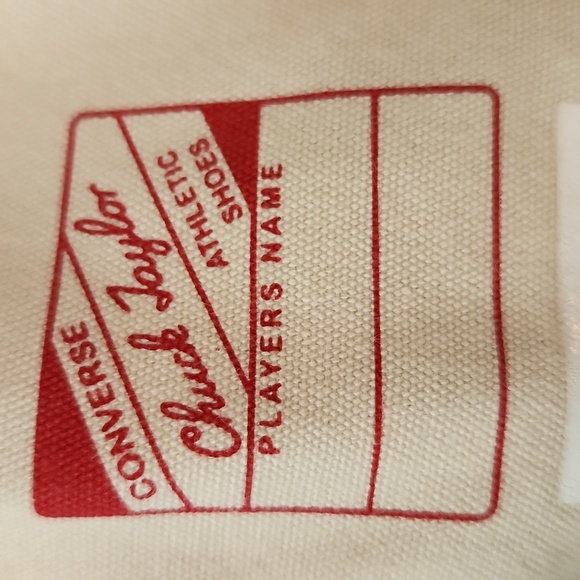 CONVERSE
Chuck Taylor
ATHLETIC
SHOES
PLAYERS NAME